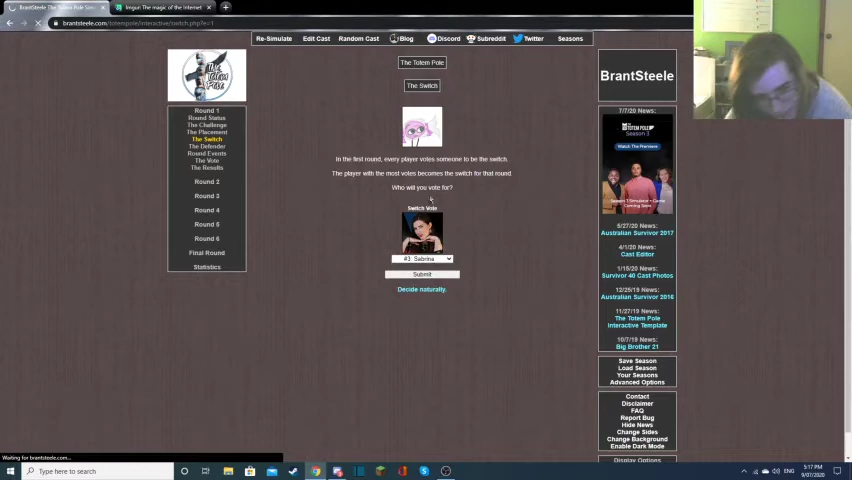 BrantSteele The Totem Pole Sim
Imgur: The magic of the Internet
brantsteele.com/totempole/interactive/switch.php?e=1
Re-Simulate
Edit Cast
Random Cast
Blog
Discord
Subreddit
Twitter
Seasons
THE TOTEM POLE
Round 1
Round Status
The Challenge
The Placement
The Switch
The Defender
Round Events
The Vote
The Results
Round 2
Round 3
Round 4
Round 5
Round 6
Final Round
Statistics
The Totem Pole
The Switch
In the first round, every player votes someone to be the switch.
The player with the most votes becomes the switch for that round.
Who will you vote for?
Switch Vote
#3: Sabrina
Submit
Decide naturally.
BrantSteele
7/7/20 News:
TOTEM POLE
SEASON 3
Watch The Premiere
5/27/20 News:
Australian Survivor 2017
4/1/20 News:
Cast Editor
1/15/20 News:
Survivor 40 Cast Photos
12/25/19 News:
Australian Survivor 2016
11/27/19 News:
The Totem Pole
Interactive Template
10/7/19 News:
Big Brother 21
Save Season
Load Season
Your Seasons
Advanced Options
Contact
Disclaimer
FAQ
Report Bug
Hide News
Change Sides
Change Background
Enable Dark Mode
Display Options
Waiting for brantsteele.com...
Type here to search
ENG
5:17 PM
9/07/2020